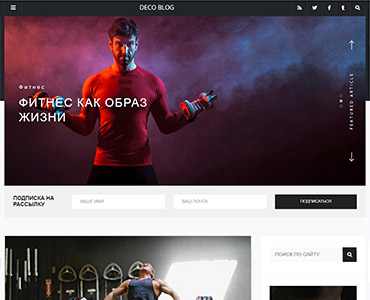 DECO BLOG
Фитнес
ФИТНЕС КАК ОБРАЗ
ЖИЗНИ
FEATURED ARTICLE
ПОДПИСКА НА
РАССЫЛКУ
ВАШЕ ИМЯ
ВАШ ПОЧТА
ПОДПИСАТЬСЯ
ПОИСК ПО САЙТУ